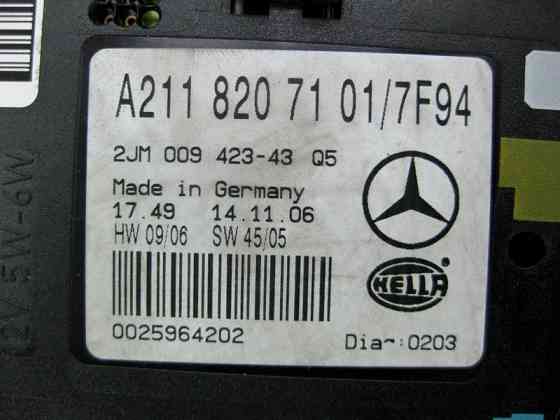 A211 820 71 01/7F94
2JM 009 423-43 Q5
Made in Germany
17.49 14.11.06
HW 09/06 SW 45/05
HELLA
0025964202
Dia~:0203
12V 5W-6W